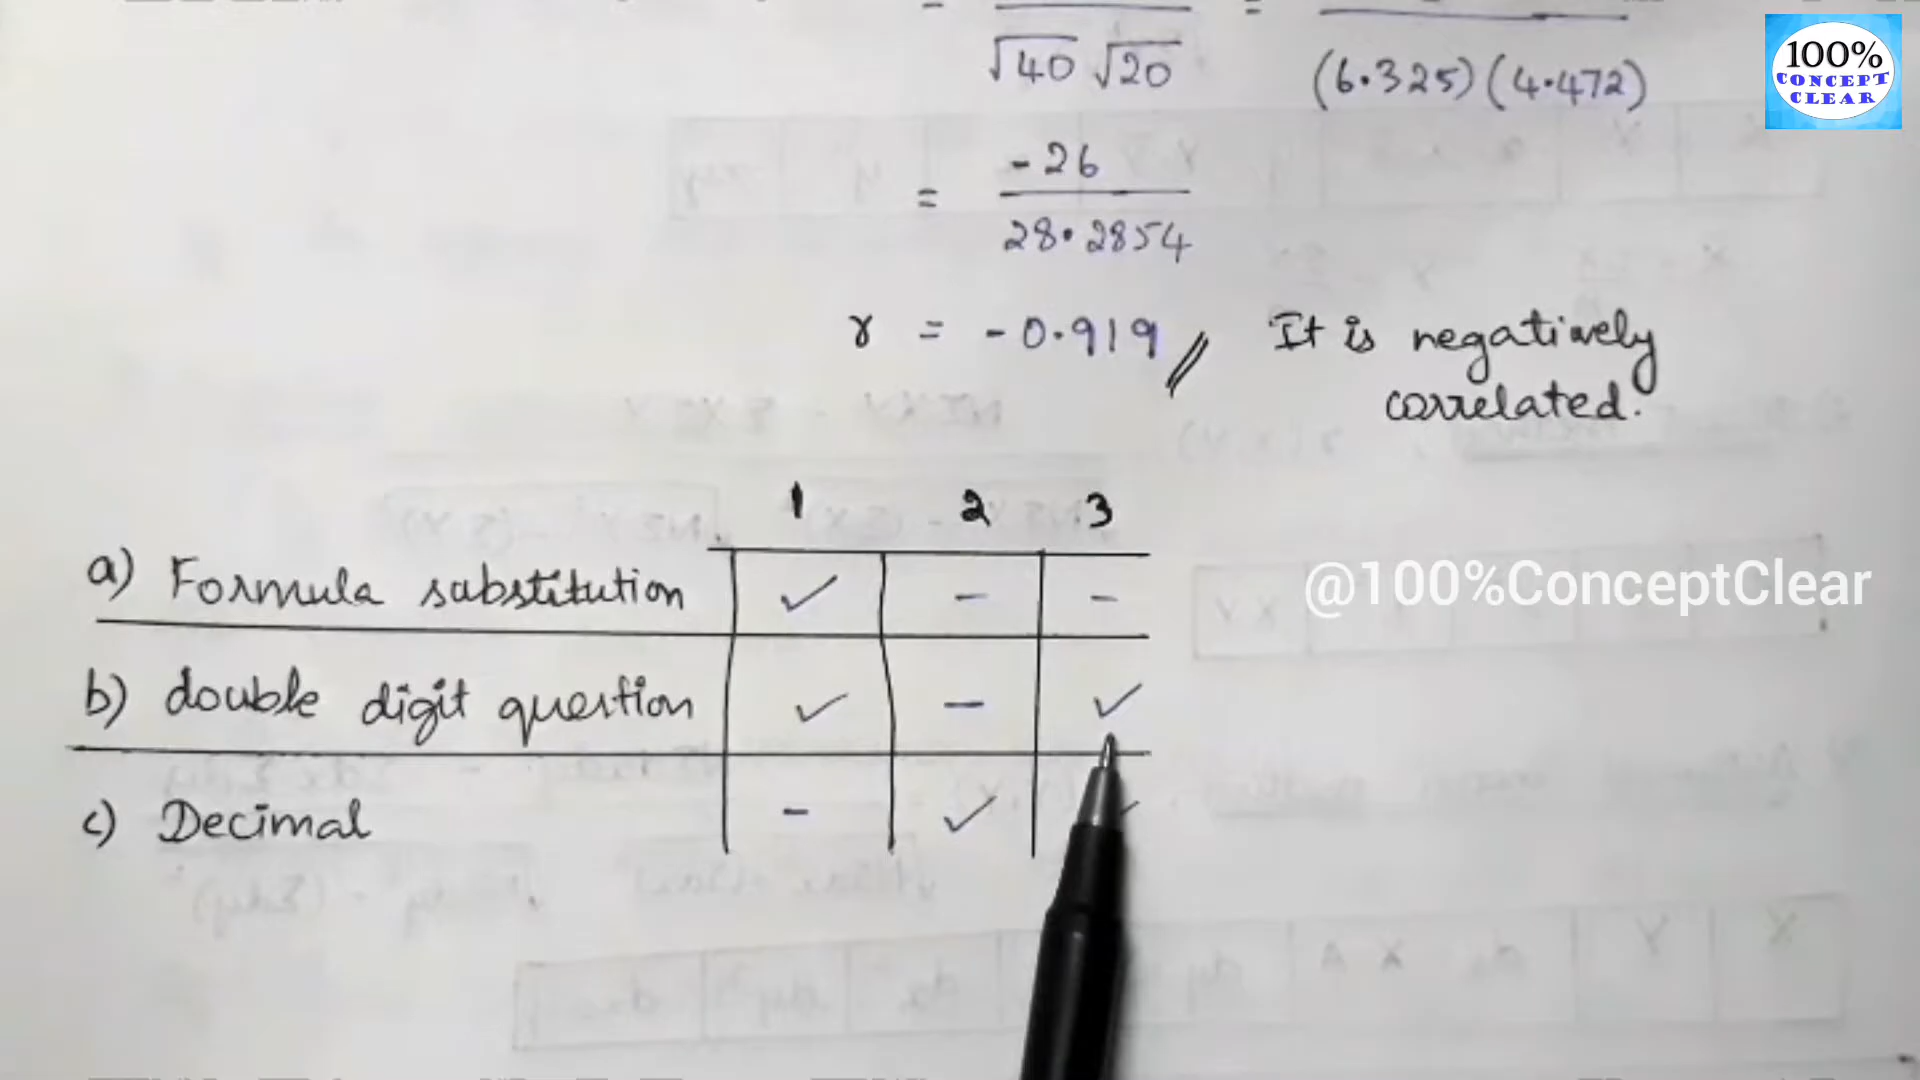 = =
√40 √20 (6.325)(4.472)
= -26
28.2854
r = -0.919 // It is negatively
correlated.
1 2 3
a) Formula substitution ✓ - -
b) double digit question ✓ - ✓
c) Decimal - ✓ ✓
100%
CONCEPT
CLEAR
@100%ConceptClear